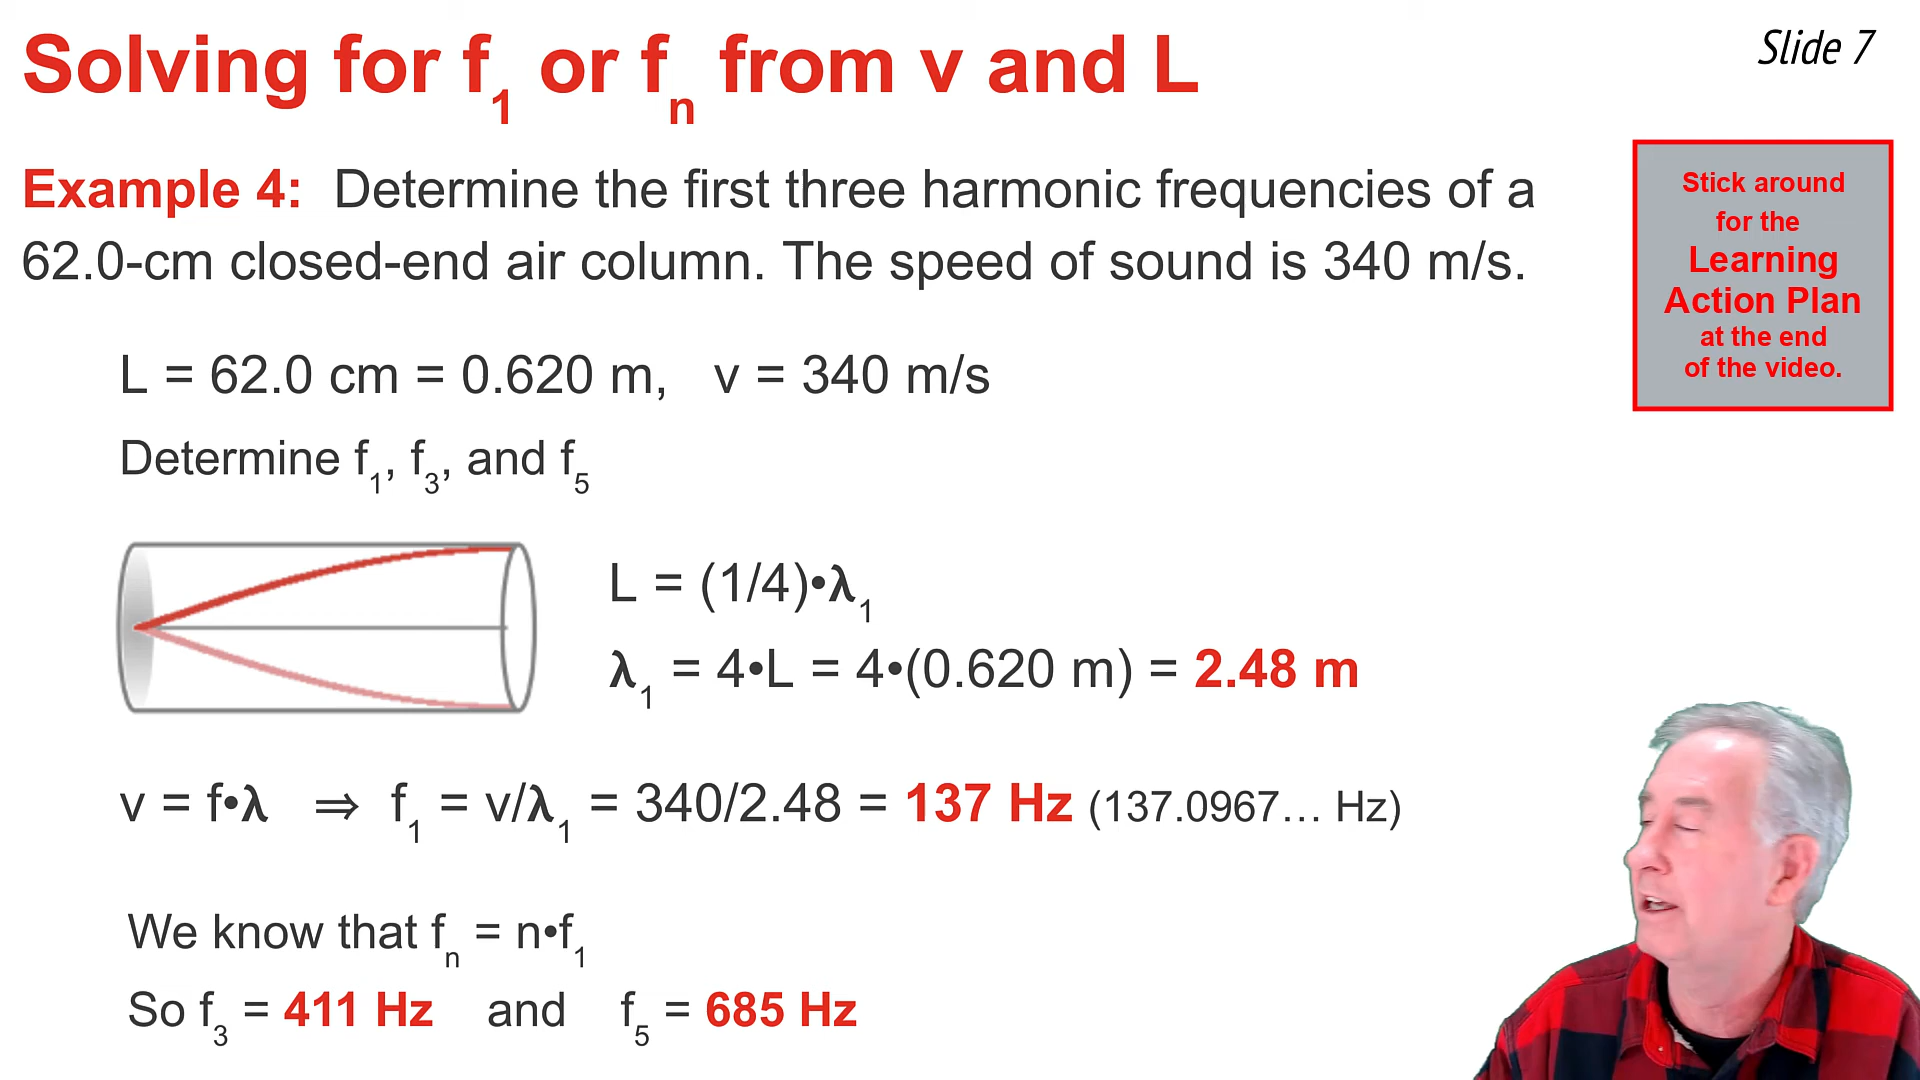 Solving for f1 or fn from v and L
Slide 7
Example 4: Determine the first three harmonic frequencies of a
62.0-cm closed-end air column. The speed of sound is 340 m/s.
Stick around
for the
Learning
Action Plan
at the end
of the video.
L = 62.0 cm = 0.620 m, v = 340 m/s
Determine f1, f3, and f5
L = (1/4)•λ1
λ1 = 4•L = 4•(0.620 m) = 2.48 m
v = f•λ ⇒ f1 = v/λ1 = 340/2.48 = 137 Hz (137.0967… Hz)
We know that fn = n•f1
So f3 = 411 Hz and f5 = 685 Hz